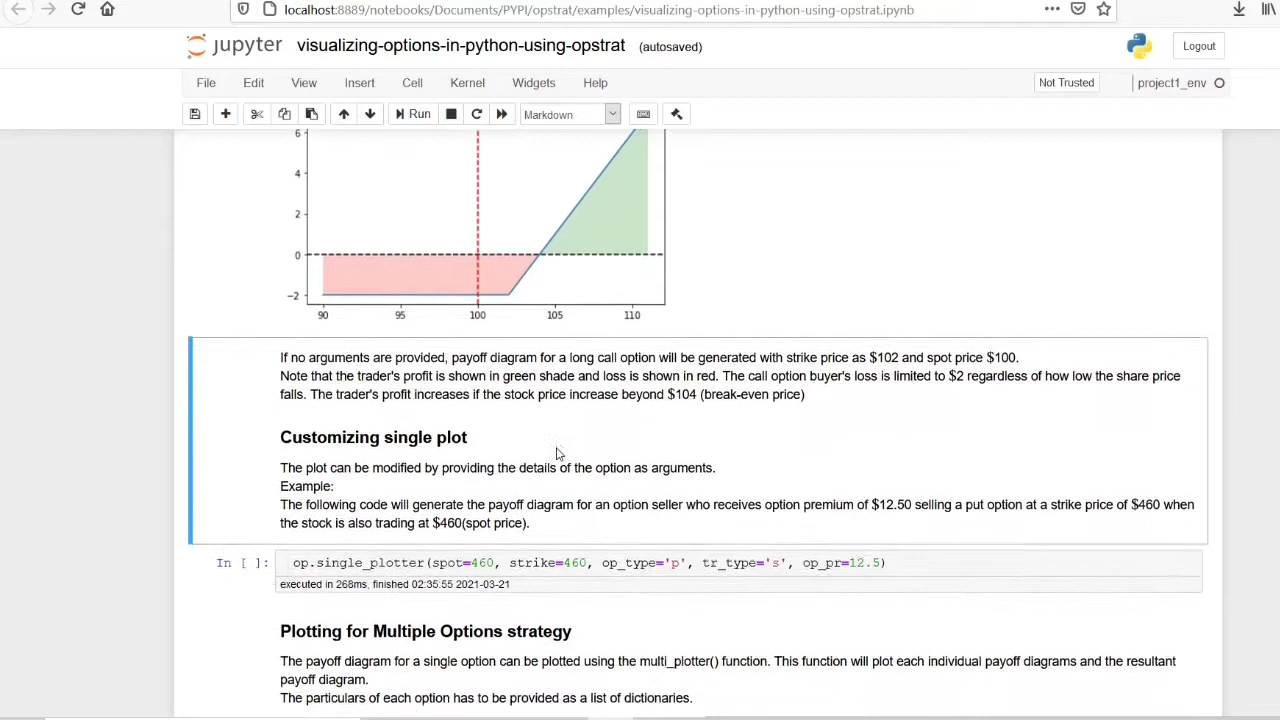 localhost:8889/notebooks/Documents/PYPI/opstrat/examples/visualizing-options-in-python-using-opstrat.ipynb
jupyter visualizing-options-in-python-using-opstrat (autosaved) Logout
File Edit View Insert Cell Kernel Widgets Help Not Trusted project1_env
Run Markdown
6
4
2
0
−2
90 95 100 105 110
If no arguments are provided, payoff diagram for a long call option will be generated with strike price as $102 and spot price $100.
Note that the trader's profit is shown in green shade and loss is shown in red. The call option buyer's loss is limited to $2 regardless of how low the share price
falls. The trader's profit increases if the stock price increase beyond $104 (break-even price)
Customizing single plot
The plot can be modified by providing the details of the option as arguments.
Example:
The following code will generate the payoff diagram for an option seller who receives option premium of $12.50 selling a put option at a strike price of $460 when
the stock is also trading at $460(spot price).
In [ ]: op.single_plotter(spot=460, strike=460, op_type='p', tr_type='s', op_pr=12.5)
executed in 268ms, finished 02:35:55 2021-03-21
Plotting for Multiple Options strategy
The payoff diagram for a single option can be plotted using the multi_plotter() function. This function will plot each individual payoff diagrams and the resultant
payoff diagram.
The particulars of each option has to be provided as a list of dictionaries.